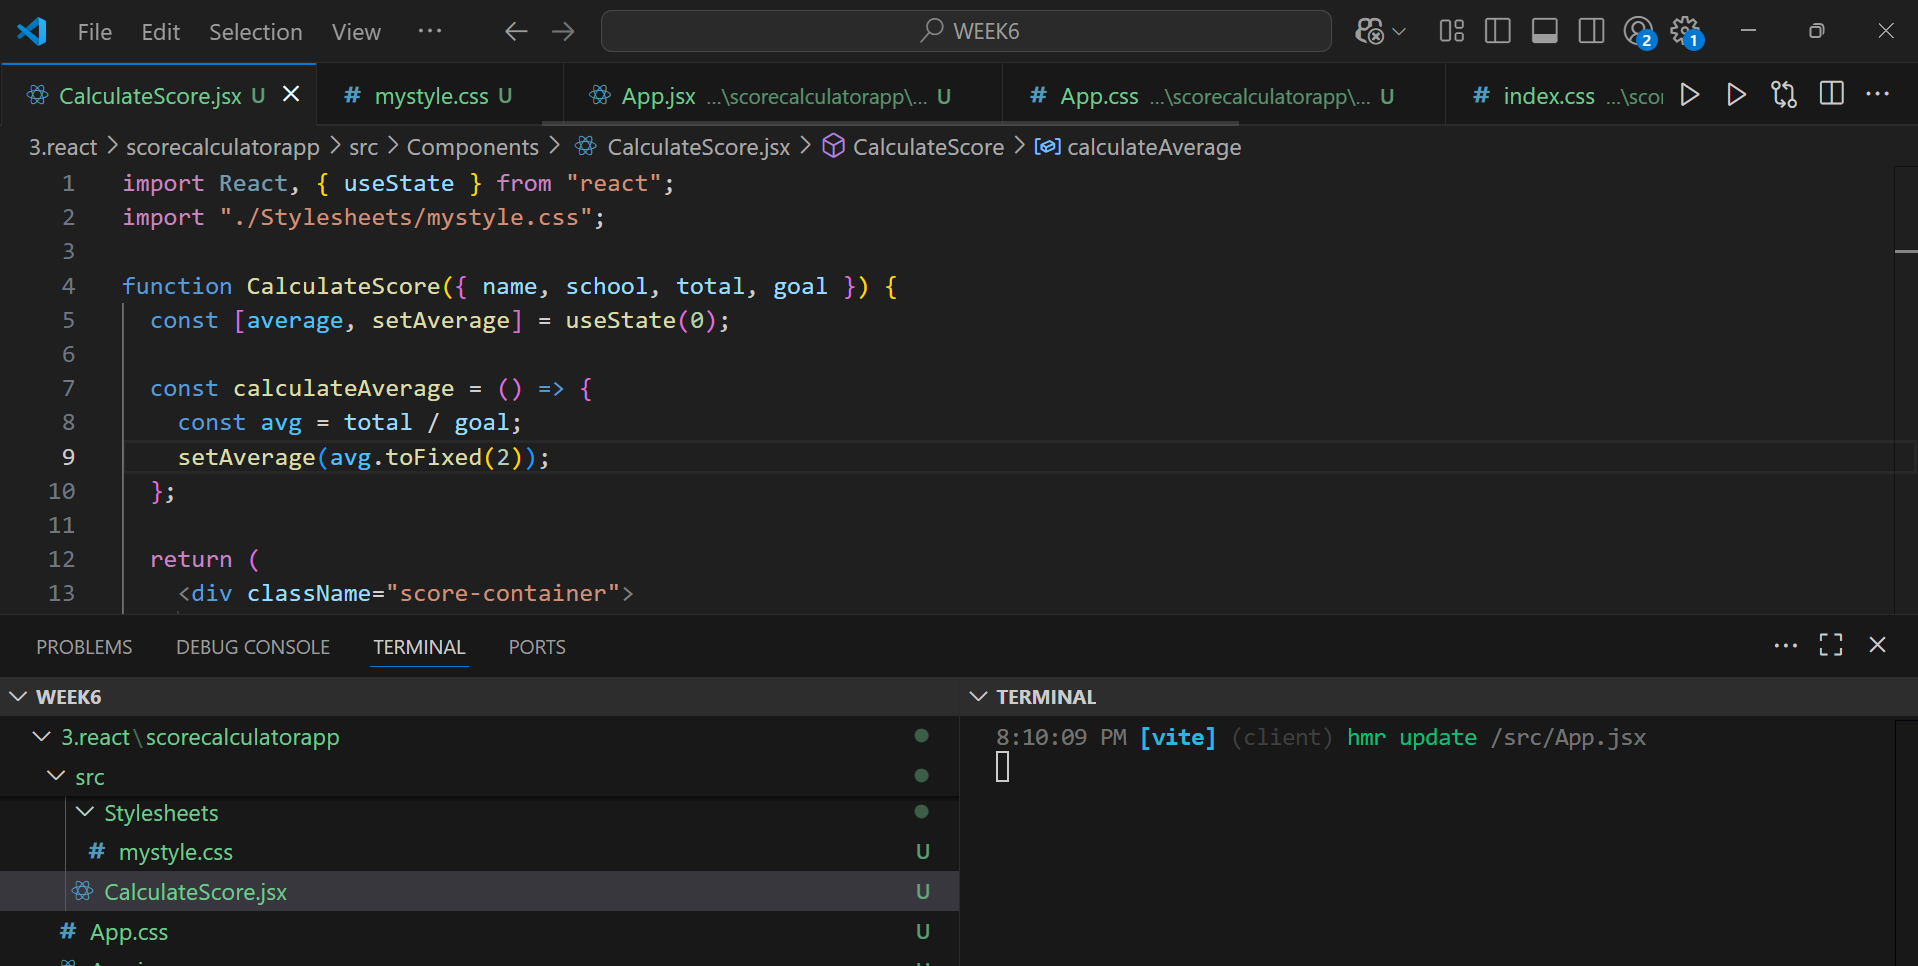 File Edit Selection View ··· WEEK6 2 1
CalculateScore.jsx U mystyle.css U App.jsx ...\scorecalculatorapp\... U App.css ...\scorecalculatorapp\... U index.css ...\scor
3.react > scorecalculatorapp > src > Components > CalculateScore.jsx > CalculateScore > calculateAverage
1 import React, { useState } from "react";
2 import "./Stylesheets/mystyle.css";
3
4 function CalculateScore({ name, school, total, goal }) {
5 const [average, setAverage] = useState(0);
6
7 const calculateAverage = () => {
8 const avg = total / goal;
9 setAverage(avg.toFixed(2));
10 };
11
12 return (
13 <div className="score-container">
PROBLEMS DEBUG CONSOLE TERMINAL PORTS
WEEK6
3.react\scorecalculatorapp
src
Stylesheets
mystyle.css U
CalculateScore.jsx U
App.css U
TERMINAL
8:10:09 PM [vite] (client) hmr update /src/App.jsx